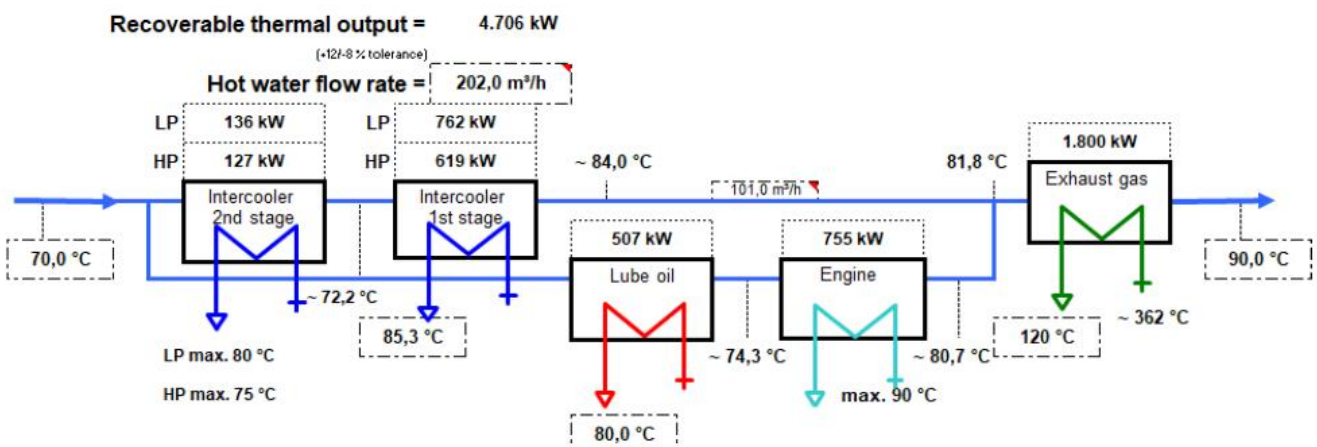 Recoverable thermal output = 4.706 kW
(+12/-8 % tolerance)
Hot water flow rate = 202,0 m³/h
LP 136 kW LP 762 kW
HP 127 kW HP 619 kW
1.800 kW
~ 84,0 °C
81,8 °C
101,0 m³/h
Intercooler
2nd stage
Intercooler
1st stage
Exhaust gas
70,0 °C
507 kW
755 kW
90,0 °C
Lube oil
Engine
~ 72,2 °C
85,3 °C
120 °C
~ 362 °C
LP max. 80 °C
~ 74,3 °C
~ 80,7 °C
HP max. 75 °C
max. 90 °C
80,0 °C